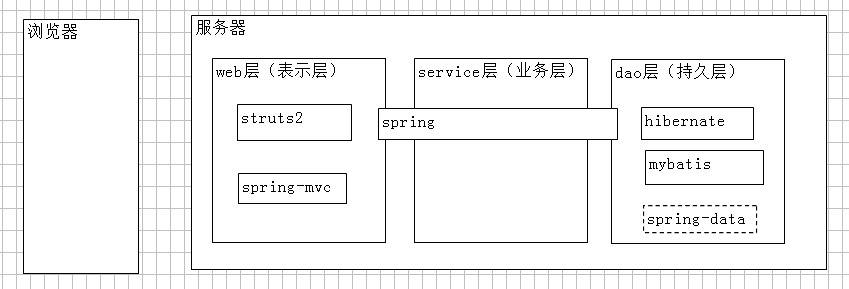 浏览器
服务器
web层（表示层）
struts2
spring-mvc
service层（业务层）
spring
dao层（持久层）
hibernate
mybatis
spring-data